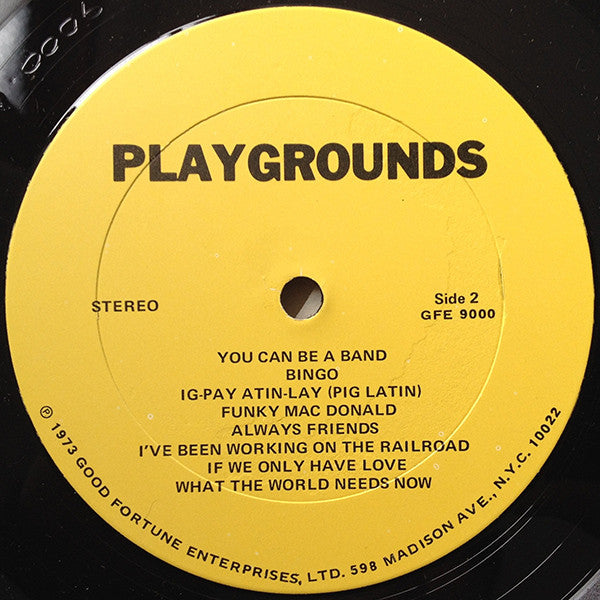 PLAYGROUNDS
STEREO
Side 2
GFE 9000
YOU CAN BE A BAND
BINGO
IG-PAY ATIN-LAY (PIG LATIN)
FUNKY MAC DONALD
ALWAYS FRIENDS
I'VE BEEN WORKING ON THE RAILROAD
IF WE ONLY HAVE LOVE
WHAT THE WORLD NEEDS NOW
℗ 1973 GOOD FORTUNE ENTERPRISES, LTD. 598 MADISON AVE., N.Y.C. 10022